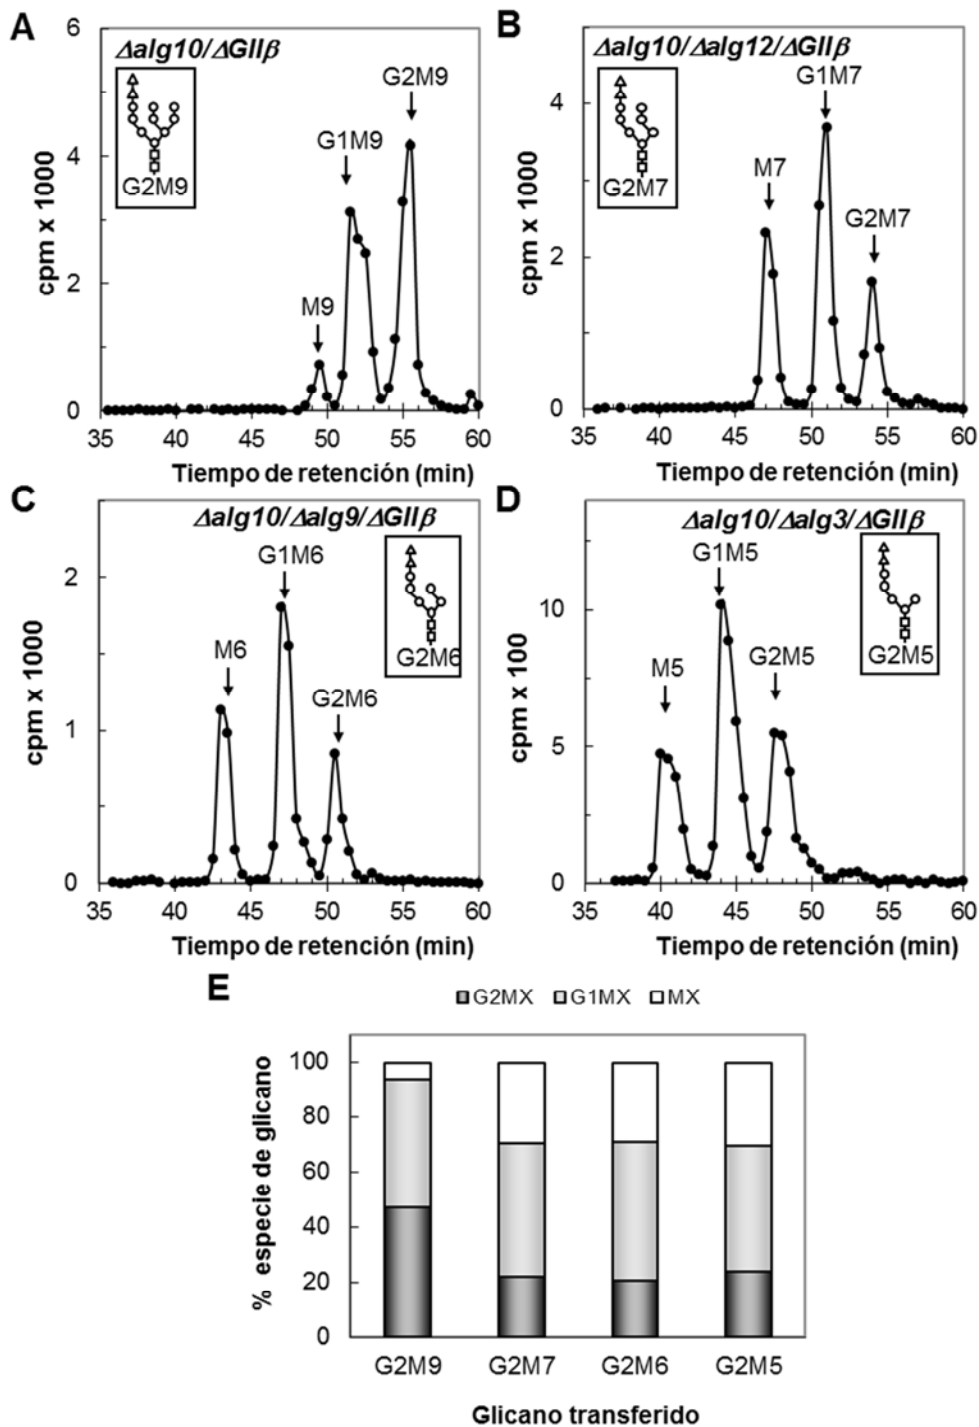 A
Δalg10/ΔGIIβ
G2M9
G1M9
M9
G2M9
cpm x 1000
6
4
2
0
35 40 45 50 55 60
Tiempo de retención (min)
B
Δalg10/Δalg12/ΔGIIβ
G1M7
M7
G2M7
G2M7
cpm x 1000
4
2
0
35 40 45 50 55 60
Tiempo de retención (min)
C
Δalg10/Δalg9/ΔGIIβ
G1M6
M6
G2M6
G2M6
cpm x 1000
2
1
0
35 40 45 50 55 60
Tiempo de retención (min)
D
Δalg10/Δalg3/ΔGIIβ
G1M5
M5
G2M5
G2M5
cpm x 100
10
5
0
35 40 45 50 55 60
Tiempo de retención (min)
E
G2MX G1MX MX
% especie de glicano
100
80
60
40
20
0
G2M9 G2M7 G2M6 G2M5
Glicano transferido